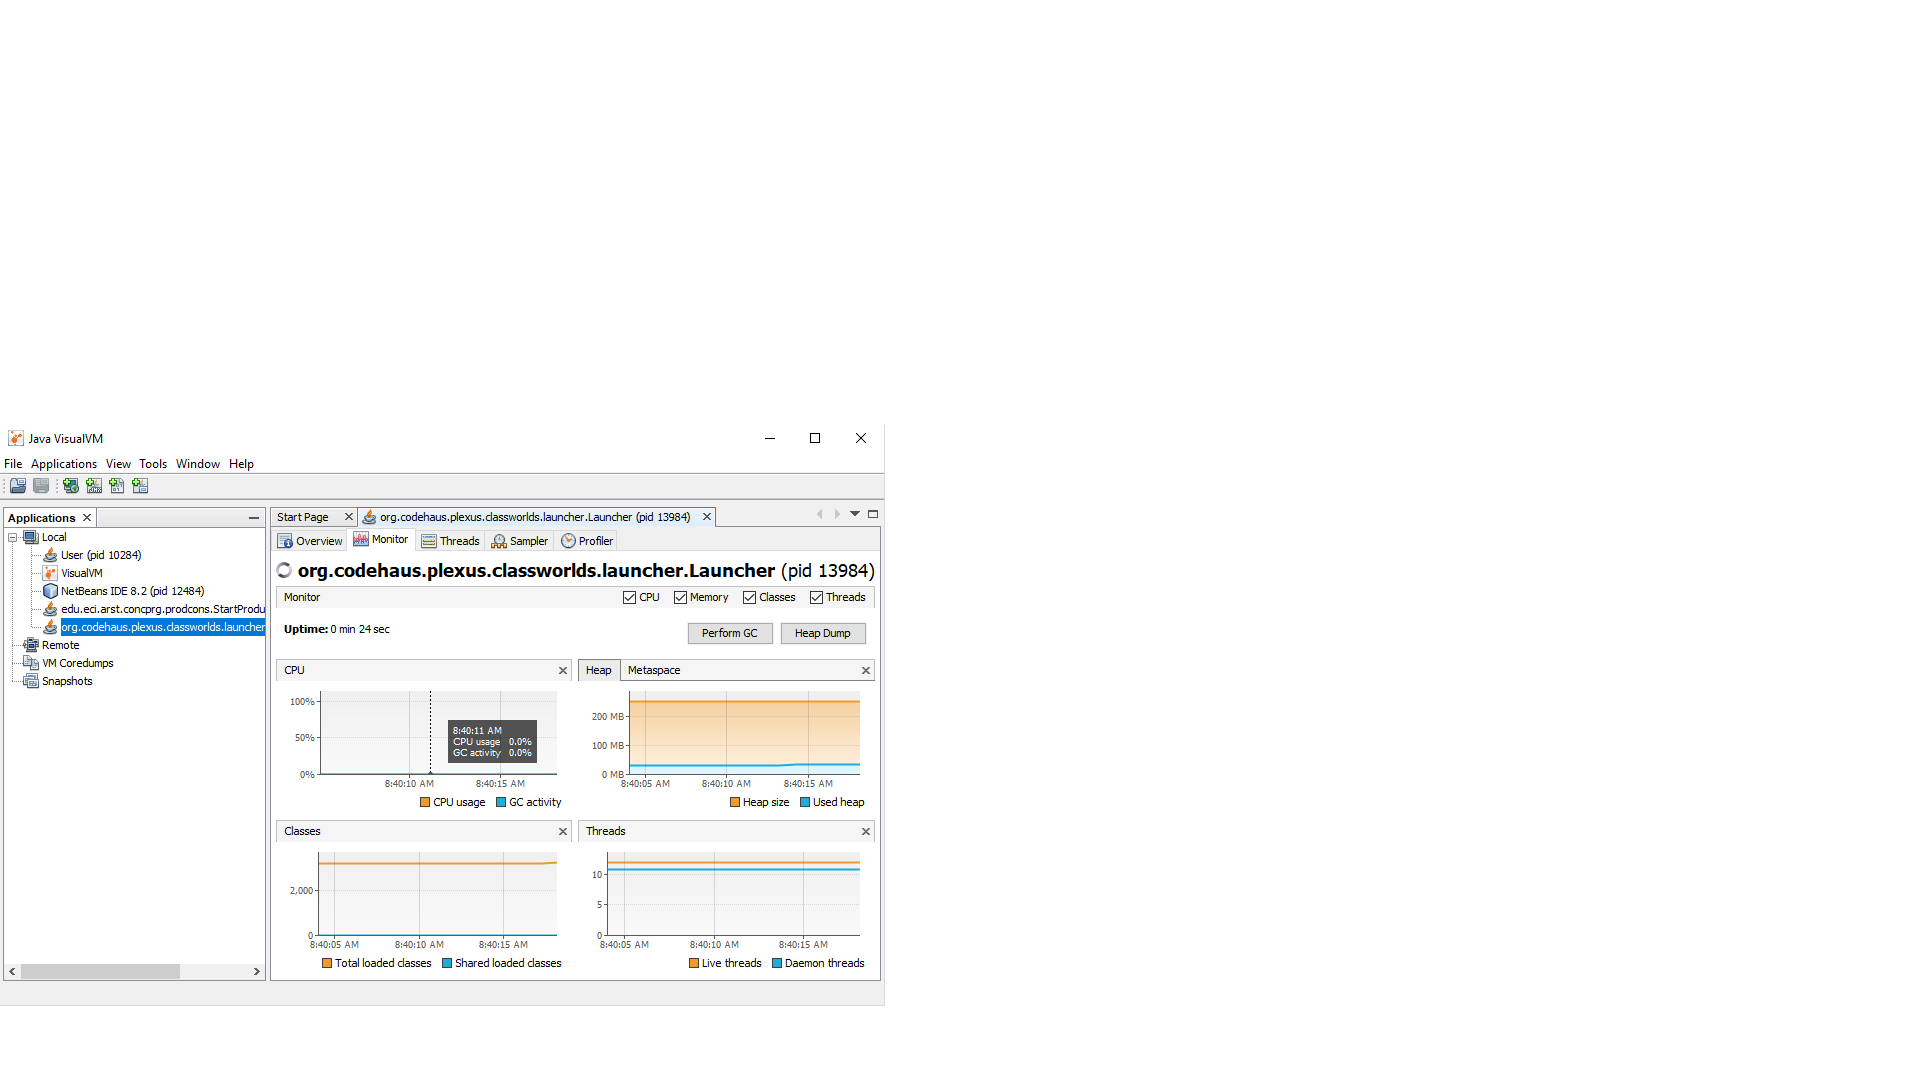 Java VisualVM
File Applications View Tools Window Help
Applications
Local
User (pid 10284)
VisualVM
NetBeans IDE 8.2 (pid 12484)
edu.eci.arst.concprg.prodcons.StartProdu
org.codehaus.plexus.classworlds.launcher
Remote
VM Coredumps
Snapshots
Start Page org.codehaus.plexus.classworlds.launcher.Launcher (pid 13984)
Overview Monitor Threads Sampler Profiler
org.codehaus.plexus.classworlds.launcher.Launcher (pid 13984)
Monitor CPU Memory Classes Threads
Uptime: 0 min 24 sec
Perform GC Heap Dump
CPU
100%
50%
0%
8:40:11 AM
CPU usage 0.0%
GC activity 0.0%
8:40:10 AM 8:40:15 AM
CPU usage GC activity
Heap Metaspace
200 MB
100 MB
0 MB
8:40:05 AM 8:40:10 AM 8:40:15 AM
Heap size Used heap
Classes
2,000
0
8:40:05 AM 8:40:10 AM 8:40:15 AM
Total loaded classes Shared loaded classes
Threads
10
5
0
8:40:05 AM 8:40:10 AM 8:40:15 AM
Live threads Daemon threads